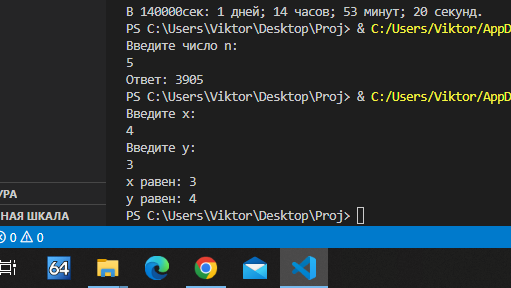 В 140000сек: 1 дней; 14 часов; 53 минут; 20 секунд.
PS C:\Users\Viktor\Desktop\Proj> & C:/Users/Viktor/AppD
Введите число n:
5
Ответ: 3905
PS C:\Users\Viktor\Desktop\Proj> & C:/Users/Viktor/AppD
Введите x:
4
Введите y:
3
x равен: 3
y равен: 4
PS C:\Users\Viktor\Desktop\Proj>
УРА
НАЯ ШКАЛА
0 0
64